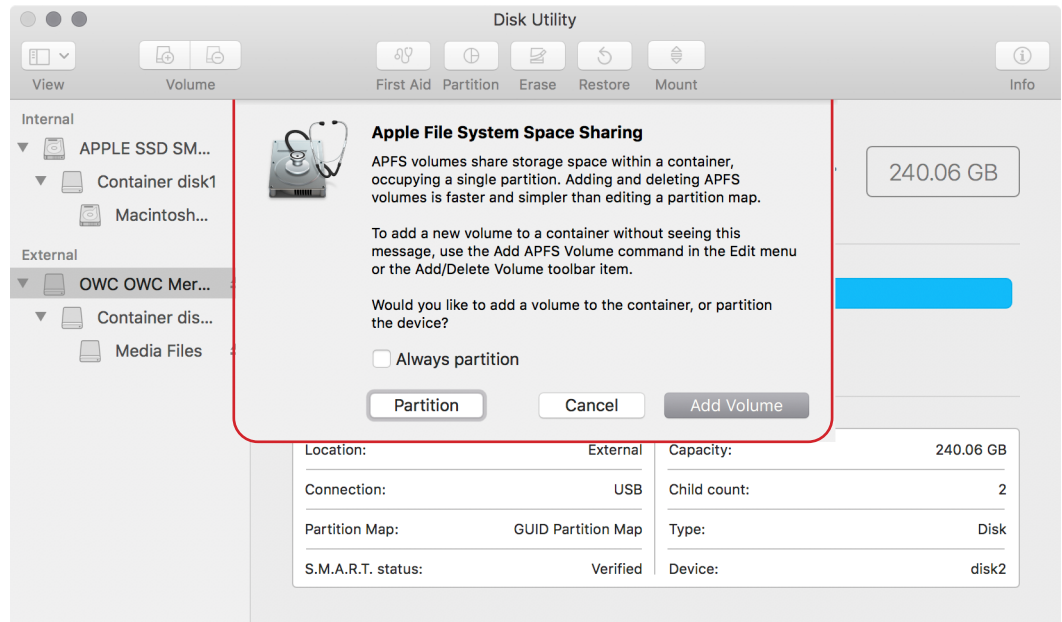 Disk Utility
View
Volume
First Aid
Partition
Erase
Restore
Mount
Info
Internal
APPLE SSD SM...
Container disk1
Macintosh...
External
OWC OWC Mer...
Container dis...
Media Files
Apple File System Space Sharing
APFS volumes share storage space within a container,
occupying a single partition. Adding and deleting APFS
volumes is faster and simpler than editing a partition map.
To add a new volume to a container without seeing this
message, use the Add APFS Volume command in the Edit menu
or the Add/Delete Volume toolbar item.
Would you like to add a volume to the container, or partition
the device?
Always partition
Partition
Cancel
Add Volume
240.06 GB
Location:
External
Capacity:
240.06 GB
Connection:
USB
Child count:
2
Partition Map:
GUID Partition Map
Type:
Disk
S.M.A.R.T. status:
Verified
Device:
disk2